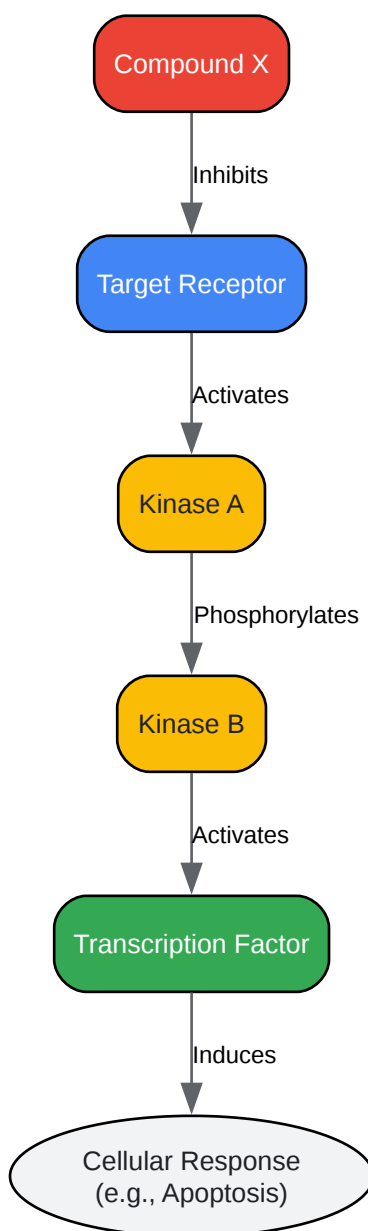 Compound X
Inhibits
Target Receptor
Activates
Kinase A
Phosphorylates
Kinase B
Activates
Transcription Factor
Induces
Cellular Response
(e.g., Apoptosis)